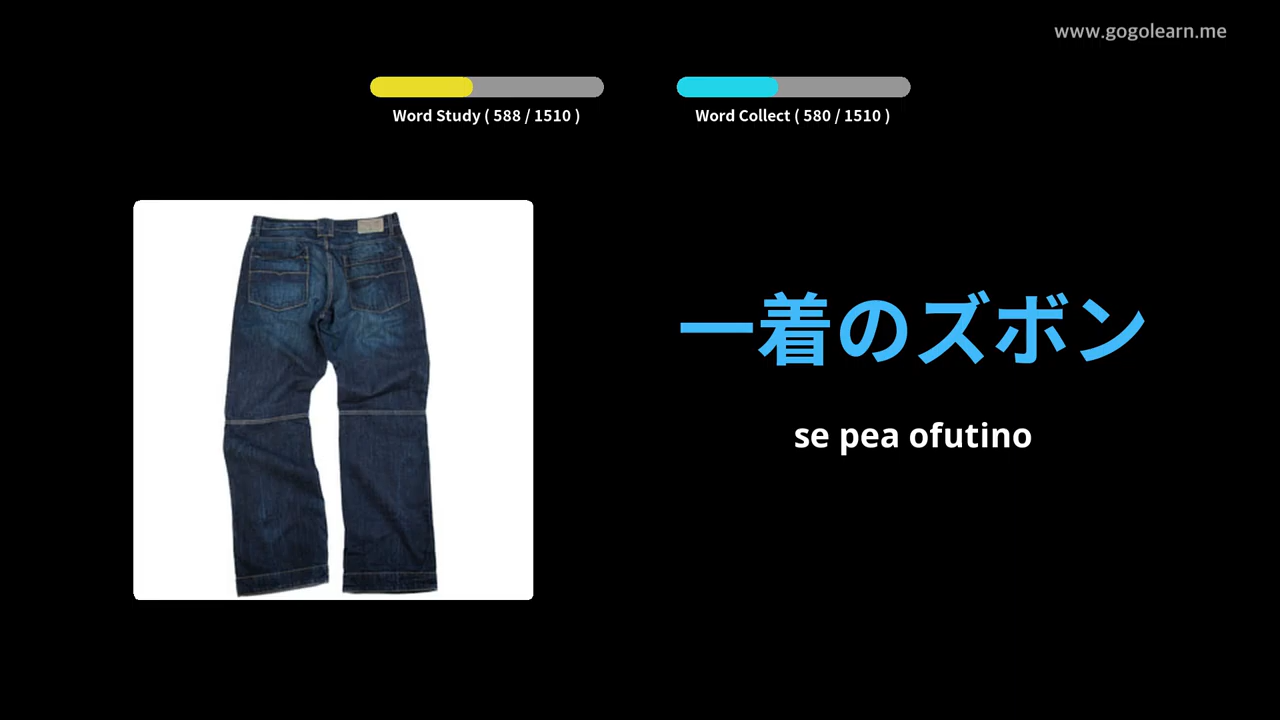 www.gogolearn.me
Word Study ( 588 / 1510 )
Word Collect ( 580 / 1510 )
一着のズボン
se pea ofutino